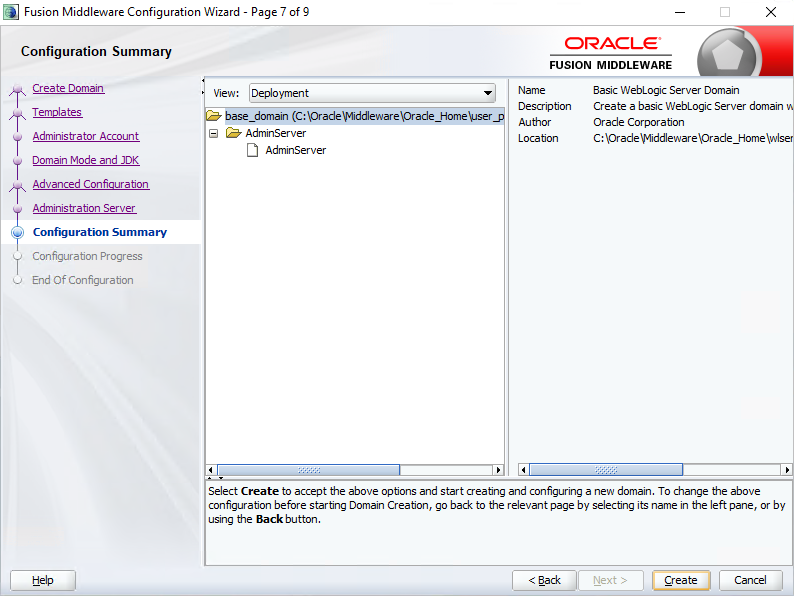 Fusion Middleware Configuration Wizard - Page 7 of 9
Configuration Summary
ORACLE®
FUSION MIDDLEWARE
Create Domain
Templates
Administrator Account
Domain Mode and JDK
Advanced Configuration
Administration Server
Configuration Summary
Configuration Progress
End Of Configuration
View: Deployment
base_domain (C:\Oracle\Middleware\Oracle_Home\user_p
AdminServer
AdminServer
Name Basic WebLogic Server Domain
Description Create a basic WebLogic Server domain w
Author Oracle Corporation
Location C:\Oracle\Middleware\Oracle_Home\wlser
Select Create to accept the above options and start creating and configuring a new domain. To change the above
configuration before starting Domain Creation, go back to the relevant page by selecting its name in the left pane, or by
using the Back button.
Help
< Back
Next >
Create
Cancel